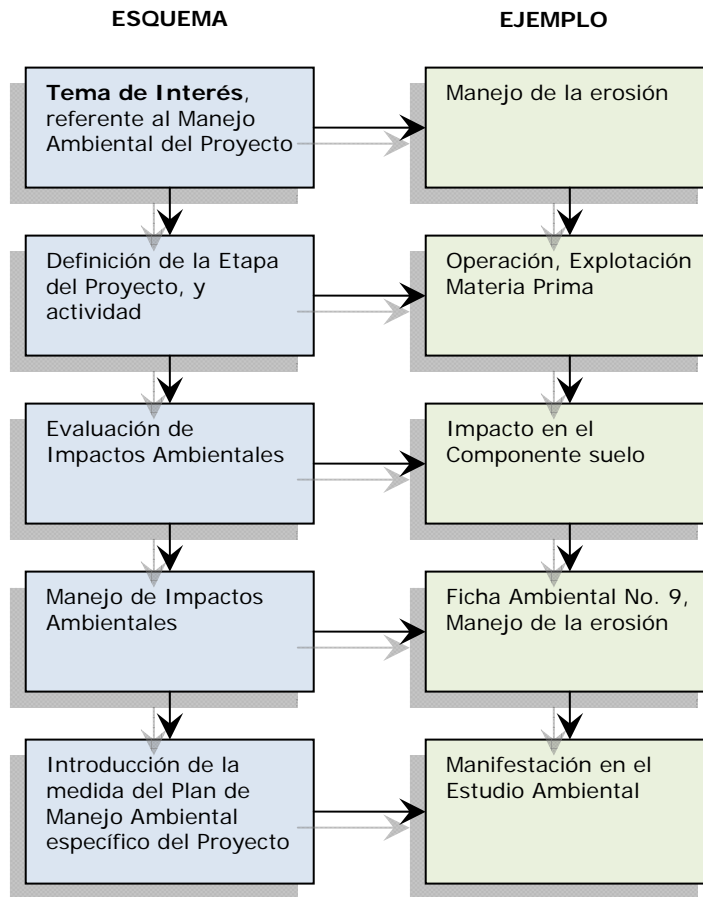 ESQUEMA
EJEMPLO
Tema de Interés,
referente al Manejo
Ambiental del Proyecto
Manejo de la erosión
Definición de la Etapa
del Proyecto, y
actividad
Operación, Explotación
Materia Prima
Evaluación de
Impactos Ambientales
Impacto en el
Componente suelo
Manejo de Impactos
Ambientales
Ficha Ambiental No. 9,
Manejo de la erosión
Introducción de la
medida del Plan de
Manejo Ambiental
específico del Proyecto
Manifestación en el
Estudio Ambiental